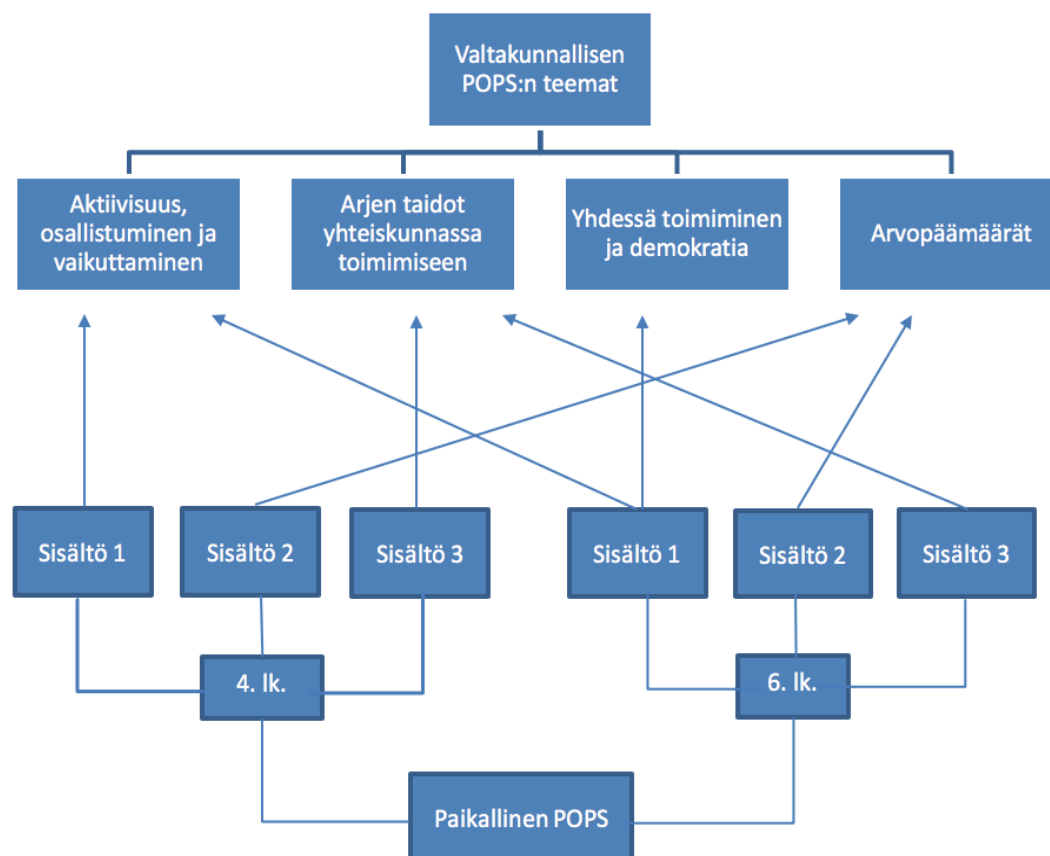 Valtakunnallisen
POPS:n teemat
Aktiivisuus,
osallistuminen ja
vaikuttaminen
Arjen taidot
yhteiskunnassa
toimimiseen
Yhdessä toimiminen
ja demokratia
Arvopäämäärät
Sisältö 1
Sisältö 2
Sisältö 3
Sisältö 1
Sisältö 2
Sisältö 3
4. lk.
6. lk.
Paikallinen POPS